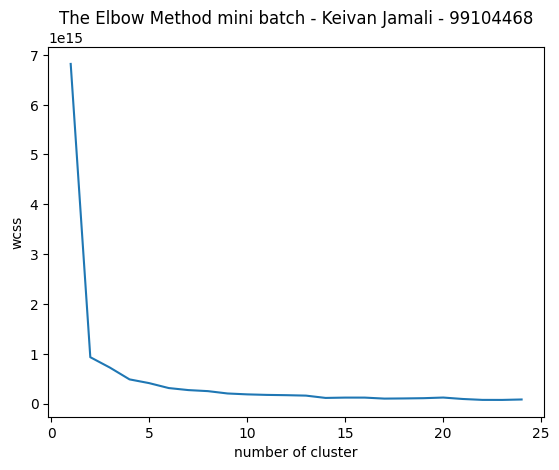 The Elbow Method mini batch - Keivan Jamali - 99104468
1e15
7
6
5
4
3
2
1
0
wcss
0 5 10 15 20 25
number of cluster